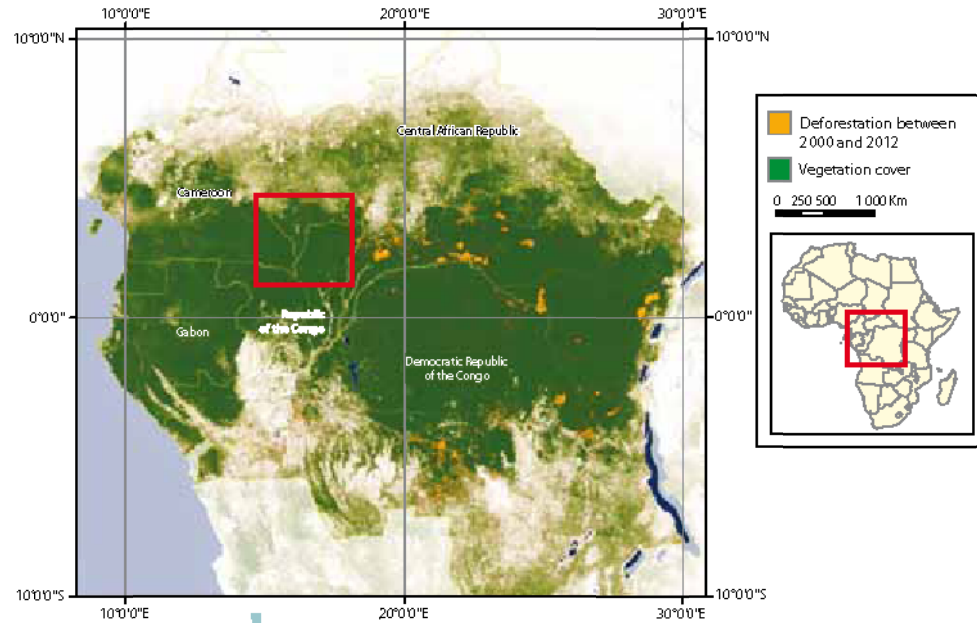 10°0'0"E
20°0'0"E
30°0'0"E
10°0'0"N
10°0'0"N
Central African Republic
Cameroon
Republic
of the Congo
0°0'0"
0°0'0"
Gabon
Democratic Republic
of the Congo
10°0'0"S
10°0'0"S
10°0'0"E
20°0'0"E
30°0'0"E
Deforestation between
2000 and 2012
Vegetation cover
0 250 500 1 000 Km